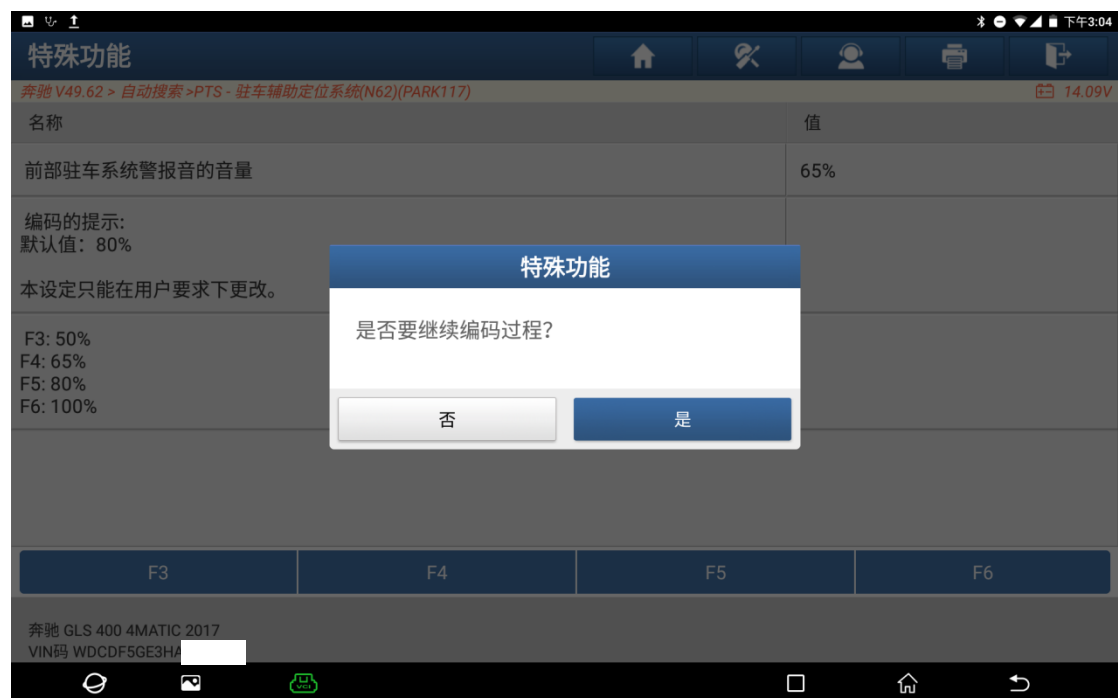 下午3:04
特殊功能
奔驰 V49.62 > 自动搜索 >PTS - 驻车辅助定位系统(N62)(PARK117)
14.09V
名称
值
前部驻车系统警报音的音量
65%
编码的提示:
默认值：80%
本设定只能在用户要求下更改。
F3: 50%
F4: 65%
F5: 80%
F6: 100%
特殊功能
是否要继续编码过程?
否
是
F3
F4
F5
F6
奔驰 GLS 400 4MATIC 2017
VIN码 WDCDF5GE3HA
VCI